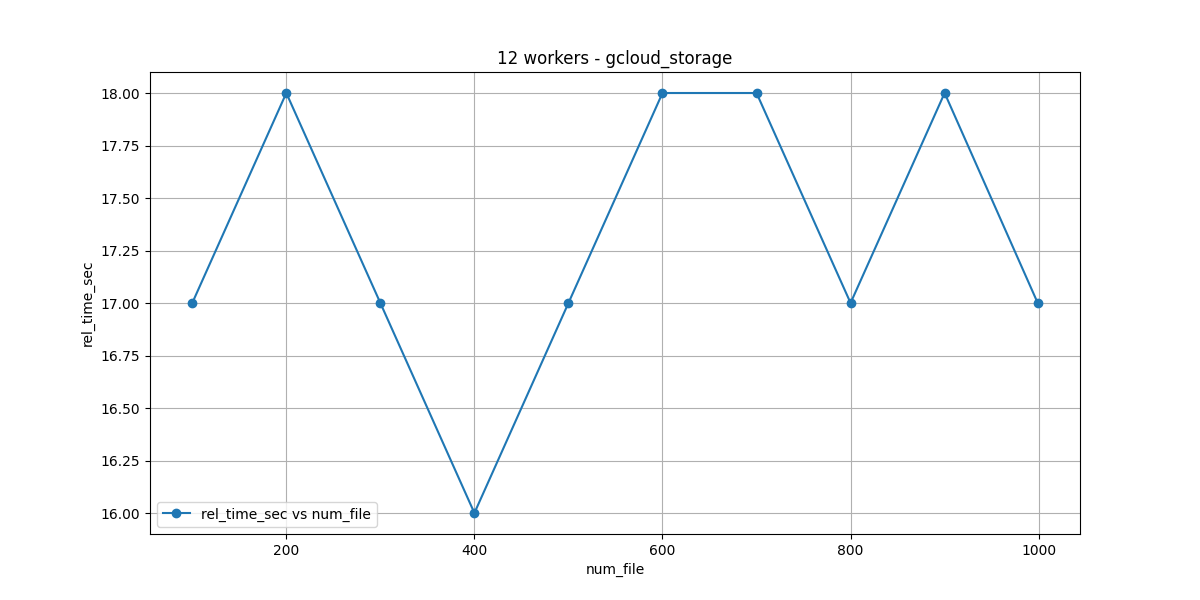 12 workers - gcloud_storage
18.00
17.75
17.50
17.25
17.00
16.75
16.50
16.25
16.00
rel_time_sec
rel_time_sec vs num_file
200 400 600 800 1000
num_file